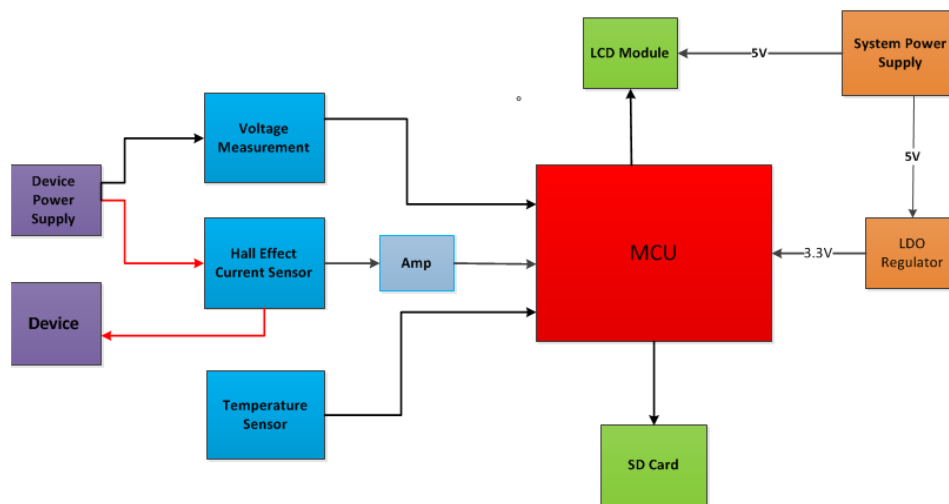 LCD Module
5V
System Power
Supply
Voltage
Measurement
5V
Device
Power
Supply
Hall Effect
Current Sensor
Amp
MCU
3.3V
LDO
Regulator
Device
Temperature
Sensor
SD Card